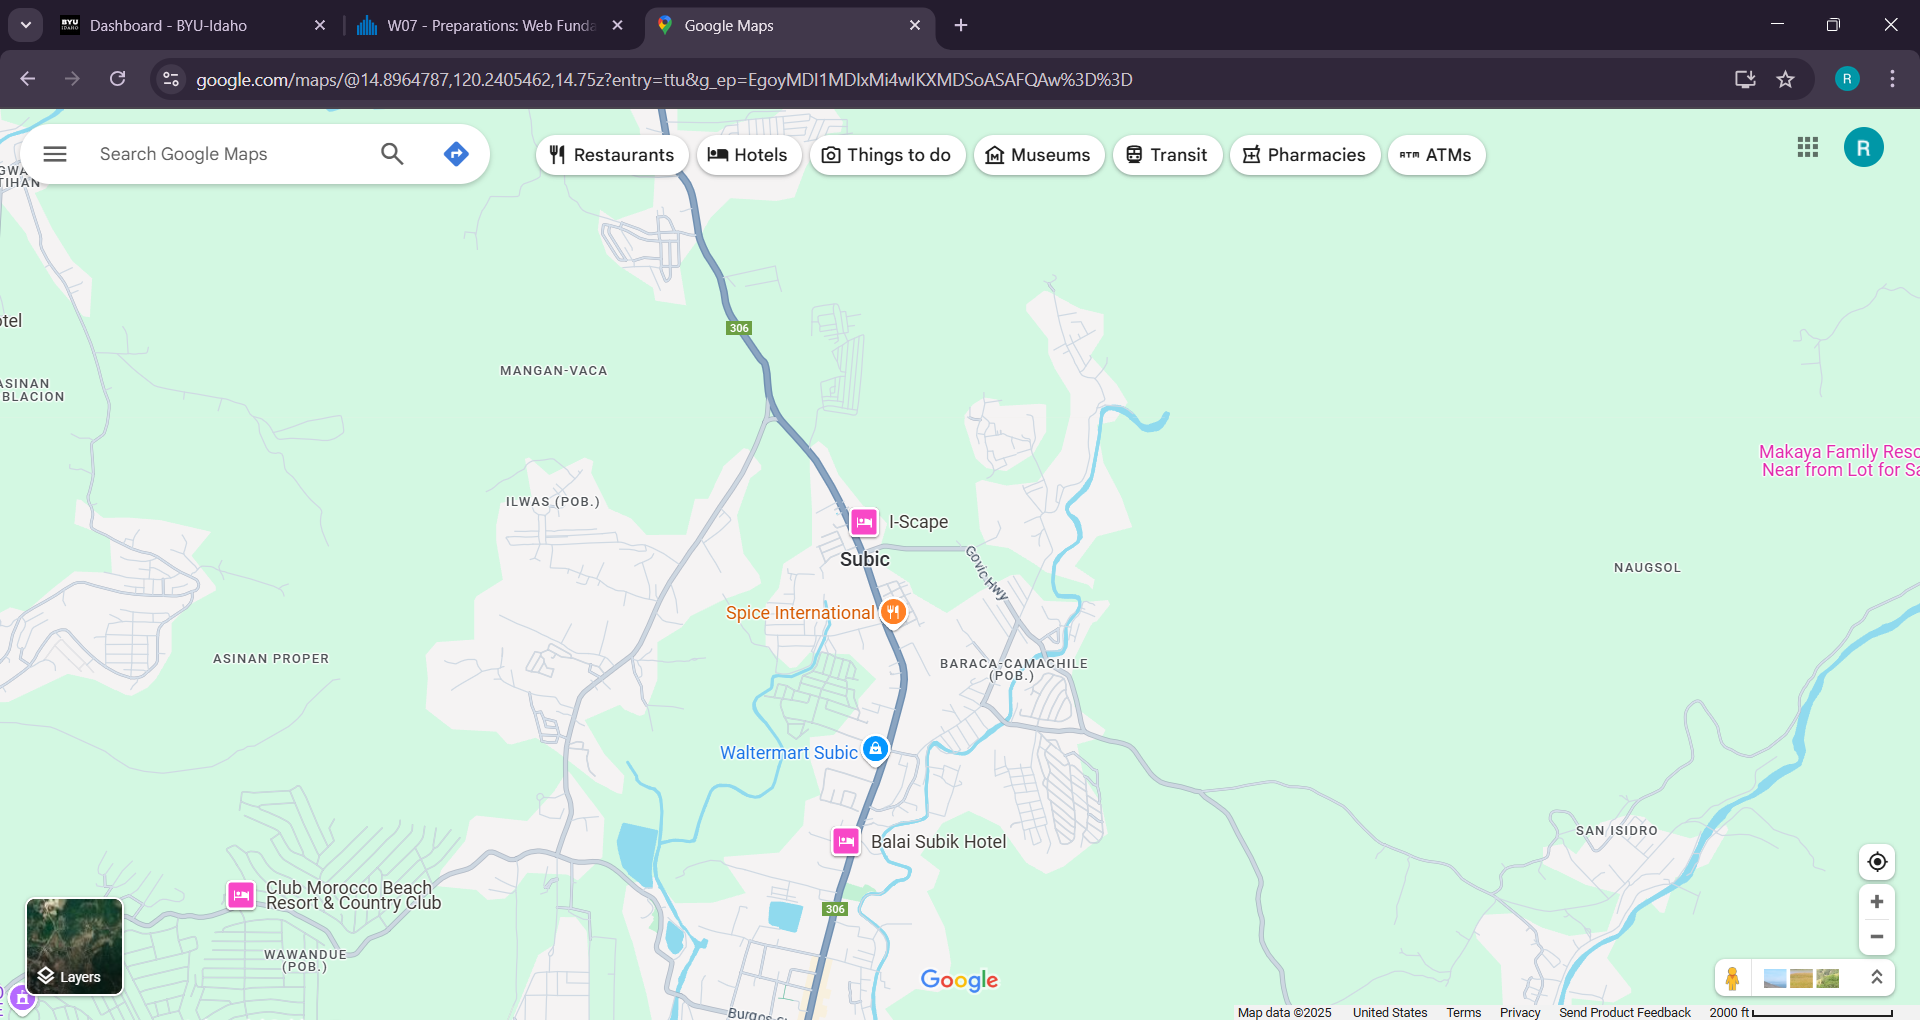 Dashboard - BYU-Idaho
W07 - Preparations: Web Funda
Google Maps
google.com/maps/@14.8964787,120.2405462,14.75z?entry=ttu&g_ep=EgoyMDI1MDIxMi4wIKXMDSoASAFQAw%3D%3D
R
Search Google Maps
Restaurants
Hotels
Things to do
Museums
Transit
Pharmacies
ATM ATMs
R
GWA
TIHAN
otel
306
MANGAN-VACA
ASINAN
BLACION
Makaya Family Reso
Near from Lot for Sa
ILWAS (POB.)
I-Scape
Subic
Govic Hwy
NAUGSOL
Spice International
ASINAN PROPER
BARACA-CAMACHILE
(POB.)
Waltermart Subic
SAN ISIDRO
Balai Subik Hotel
Club Morocco Beach
Resort & Country Club
306
WAWANDUE
(POB.)
Layers
Google
Map data ©2025 United States Terms Privacy Send Product Feedback 2000 ft